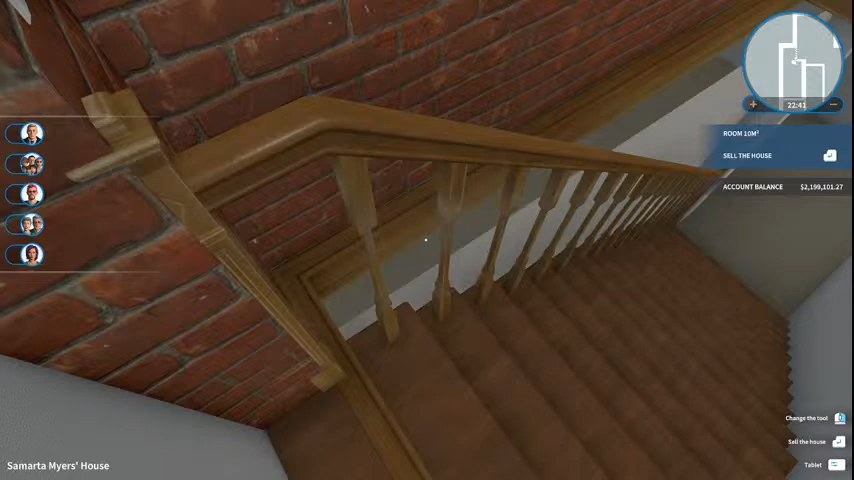 22:41
ROOM 10M²
SELL THE HOUSE
ACCOUNT BALANCE $2,199,101.27
Change the tool
Sell the house
Tablet
Samarta Myers' House